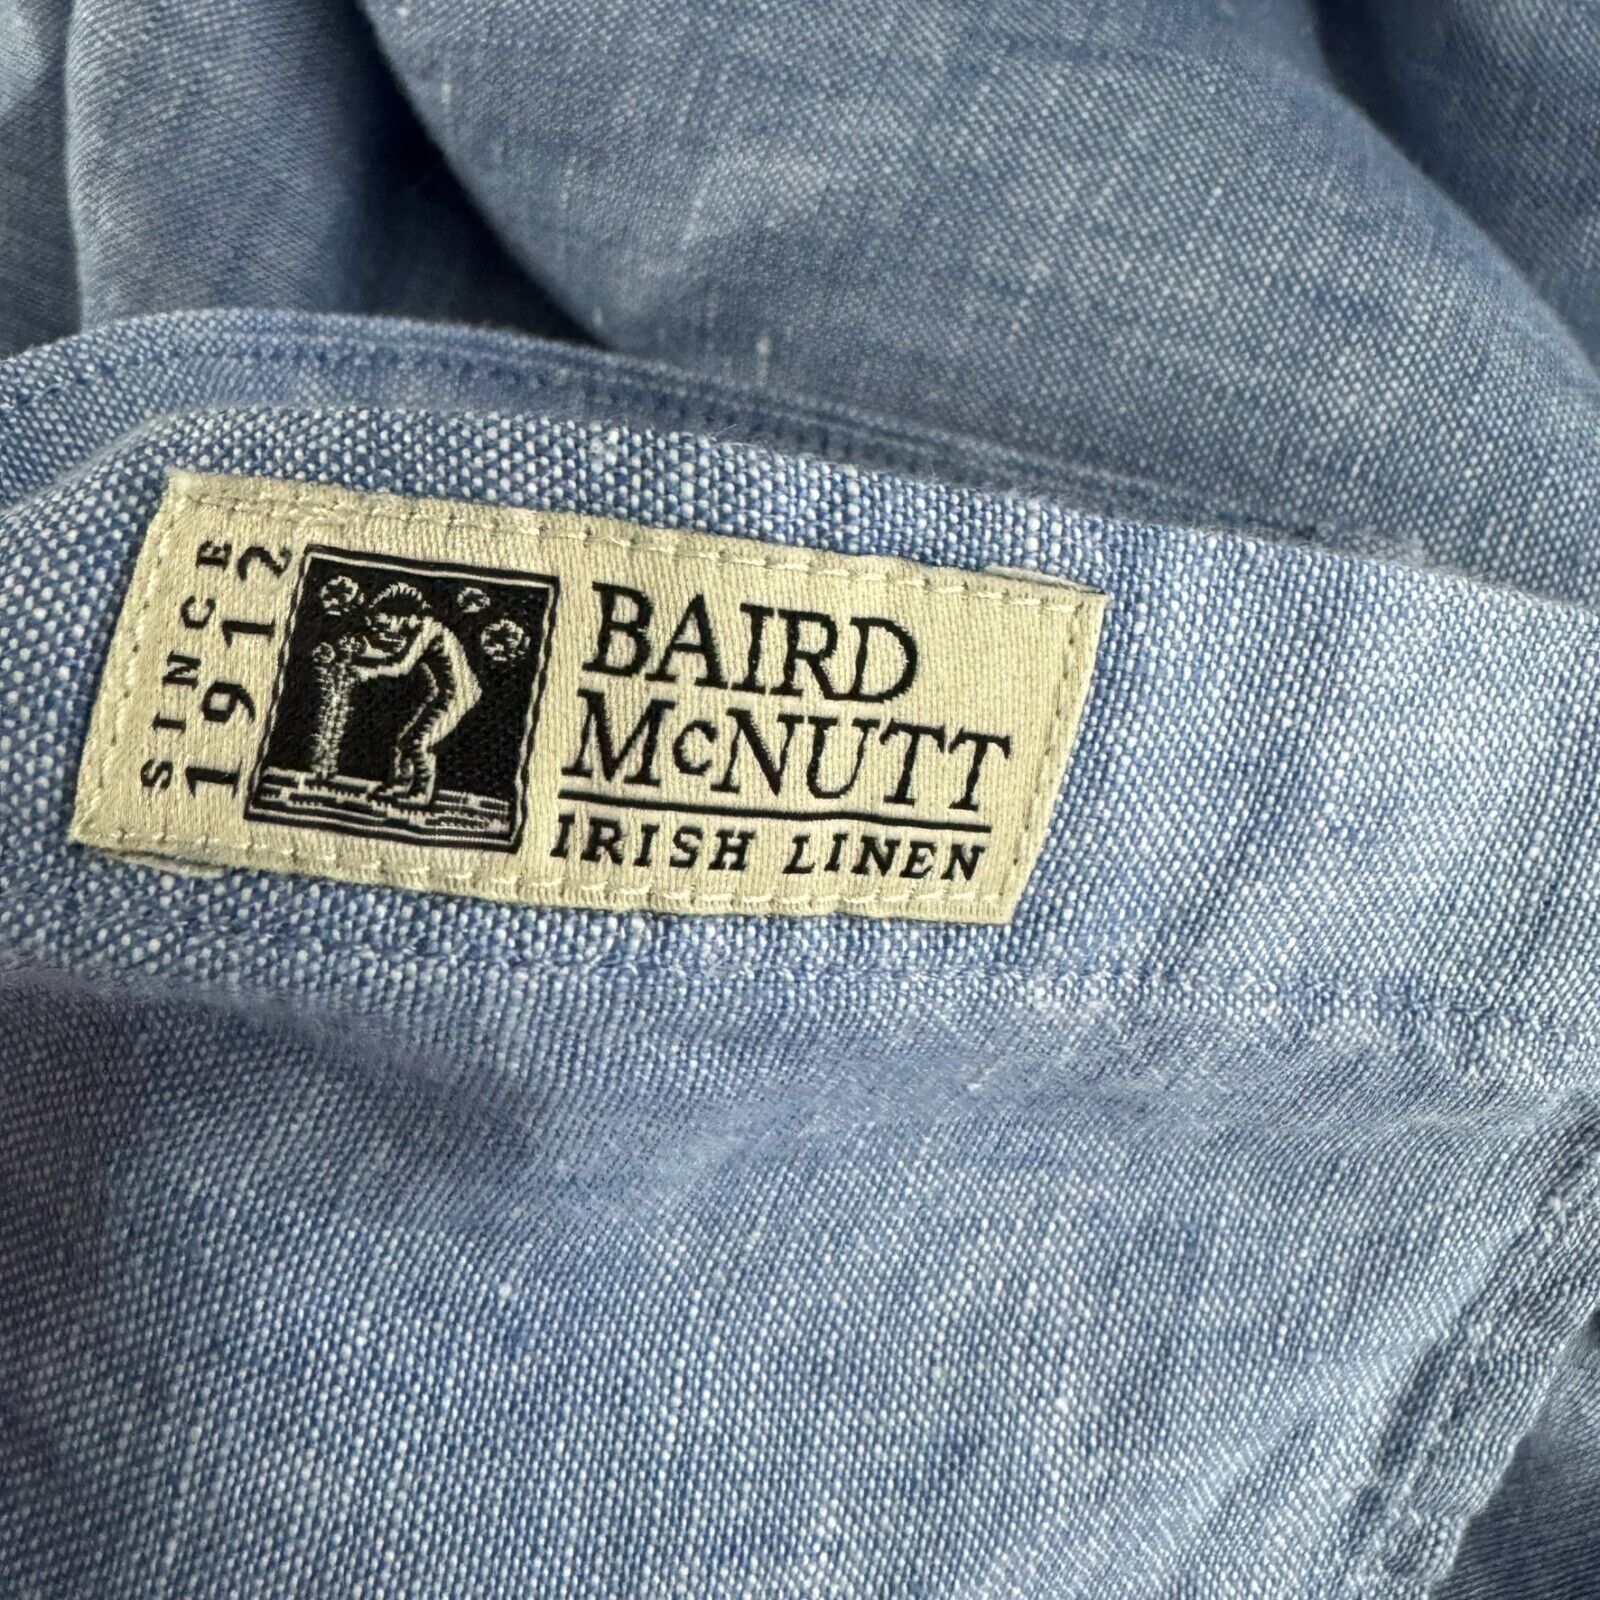 SINCE
1912
BAIRD
McNUTT
IRISH LINEN